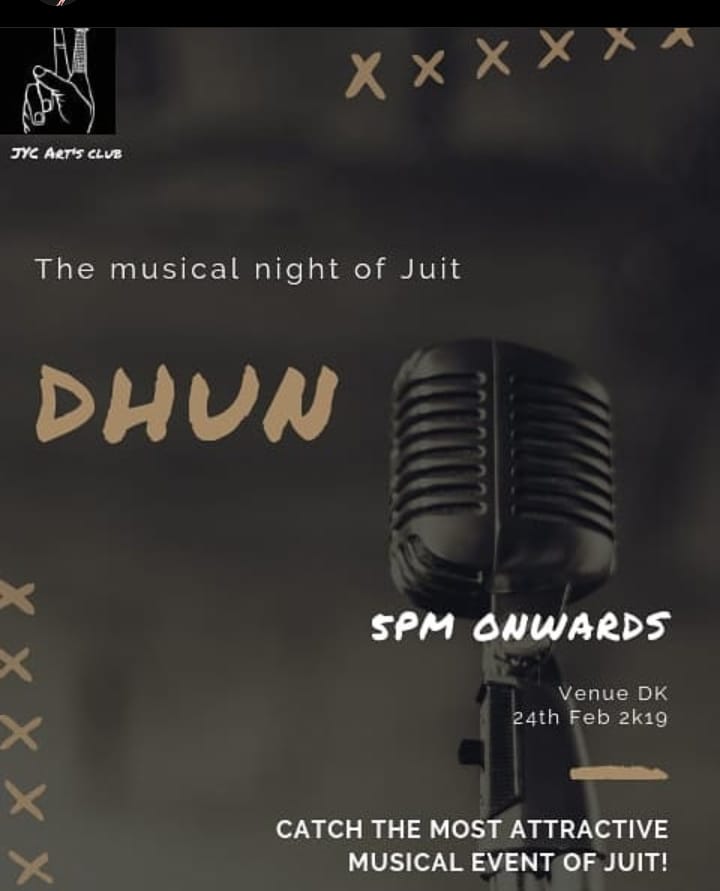 JYC ART'S CLUB
The musical night of Juit
DHUN
5PM ONWARDS
Venue DK
24th Feb 2k19
CATCH THE MOST ATTRACTIVE
MUSICAL EVENT OF JUIT!